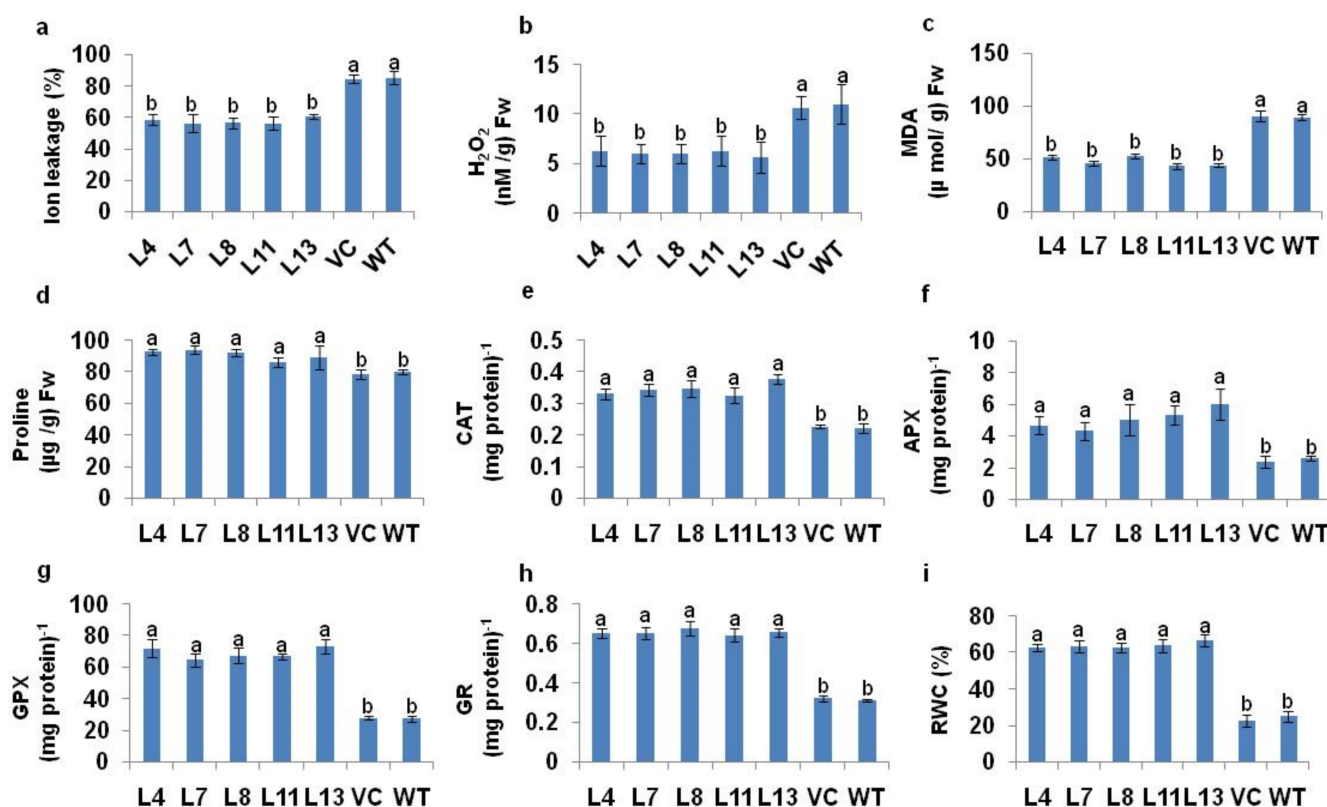 a
Ion leakage (%)
100
80
60
40
20
0
b b b b b a a
L4 L7 L8 L11 L13 VC WT
b
H₂O₂
(nM /g) Fw
15
10
5
0
b b b b b a a
L4 L7 L8 L11 L13 VC WT
c
MDA
(µ mol/ g) Fw
150
100
50
0
b b b b b a a
L4 L7 L8 L11 L13 VC WT
d
Proline
(µg /g) Fw
100
80
60
40
20
0
a a a a a b b
L4 L7 L8 L11 L13 VC WT
e
CAT
(mg protein)⁻¹
0.5
0.4
0.3
0.2
0.1
0
a a a a a b b
L4 L7 L8 L11 L13 VC WT
f
APX
(mg protein)⁻¹
10
8
6
4
2
0
a a a a a b b
L4 L7 L8 L11 L13 VC WT
g
GPX
(mg protein)⁻¹
100
80
60
40
20
0
a a a a a b b
L4 L7 L8 L11 L13 VC WT
h
GR
(mg protein)⁻¹
0.8
0.6
0.4
0.2
0
a a a a a b b
L4 L7 L8 L11 L13 VC WT
i
RWC (%)
80
60
40
20
0
a a a a a b b
L4 L7 L8 L11 L13 VC WT